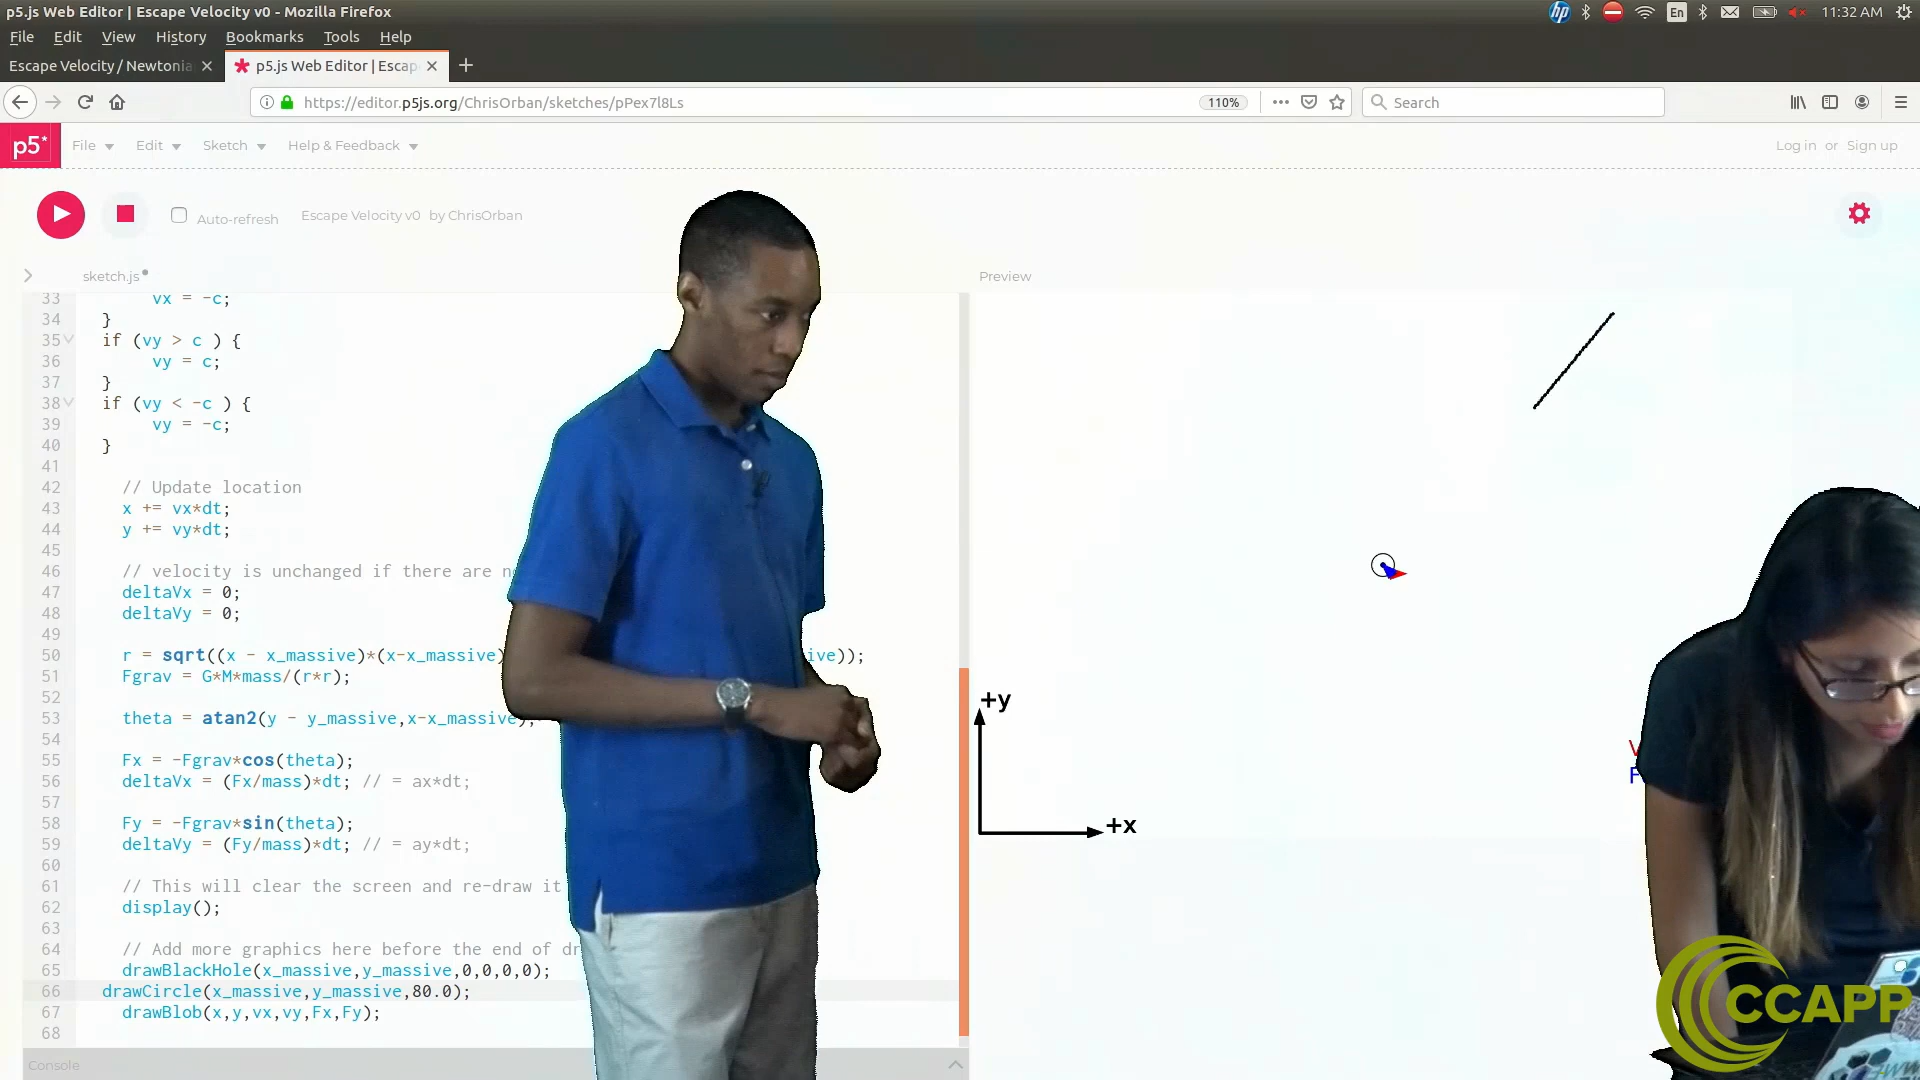 p5.js Web Editor | Escape Velocity v0 - Mozilla Firefox
hp En 11:32 AM
File Edit View History Bookmarks Tools Help
Escape Velocity / Newtonia
p5.js Web Editor | Escap
https://editor.p5js.org/ChrisOrban/sketches/pPex7l8Ls
110%
Search
p5* File Edit Sketch Help & Feedback
Log in or Sign up
Auto-refresh Escape Velocity v0 by ChrisOrban
sketch.js
Preview
33 vx = -c;
34 }
35 if (vy > c ) {
36 vy = c;
37 }
38 if (vy < -c ) {
39 vy = -c;
40 }
41
42 // Update location
43 x += vx*dt;
44 y += vy*dt;
45
46 // velocity is unchanged if there are
47 deltaVx = 0;
48 deltaVy = 0;
49
50 r = sqrt((x - x_massive)*(x-x_massive) ive));
51 Fgrav = G*M*mass/(r*r);
52
53 theta = atan2(y - y_massive,x-x_massive);
54
55 Fx = -Fgrav*cos(theta);
56 deltaVx = (Fx/mass)*dt; // = ax*dt;
57
58 Fy = -Fgrav*sin(theta);
59 deltaVy = (Fy/mass)*dt; // = ay*dt;
60
61 // This will clear the screen and re-draw it
62 display();
63
64 // Add more graphics here before the end of
65 drawBlackHole(x_massive,y_massive,0,0,0,0);
66 drawCircle(x_massive,y_massive,80.0);
67 drawBlob(x,y,vx,vy,Fx,Fy);
68
Console
+y
+x
V
F
CCAPP